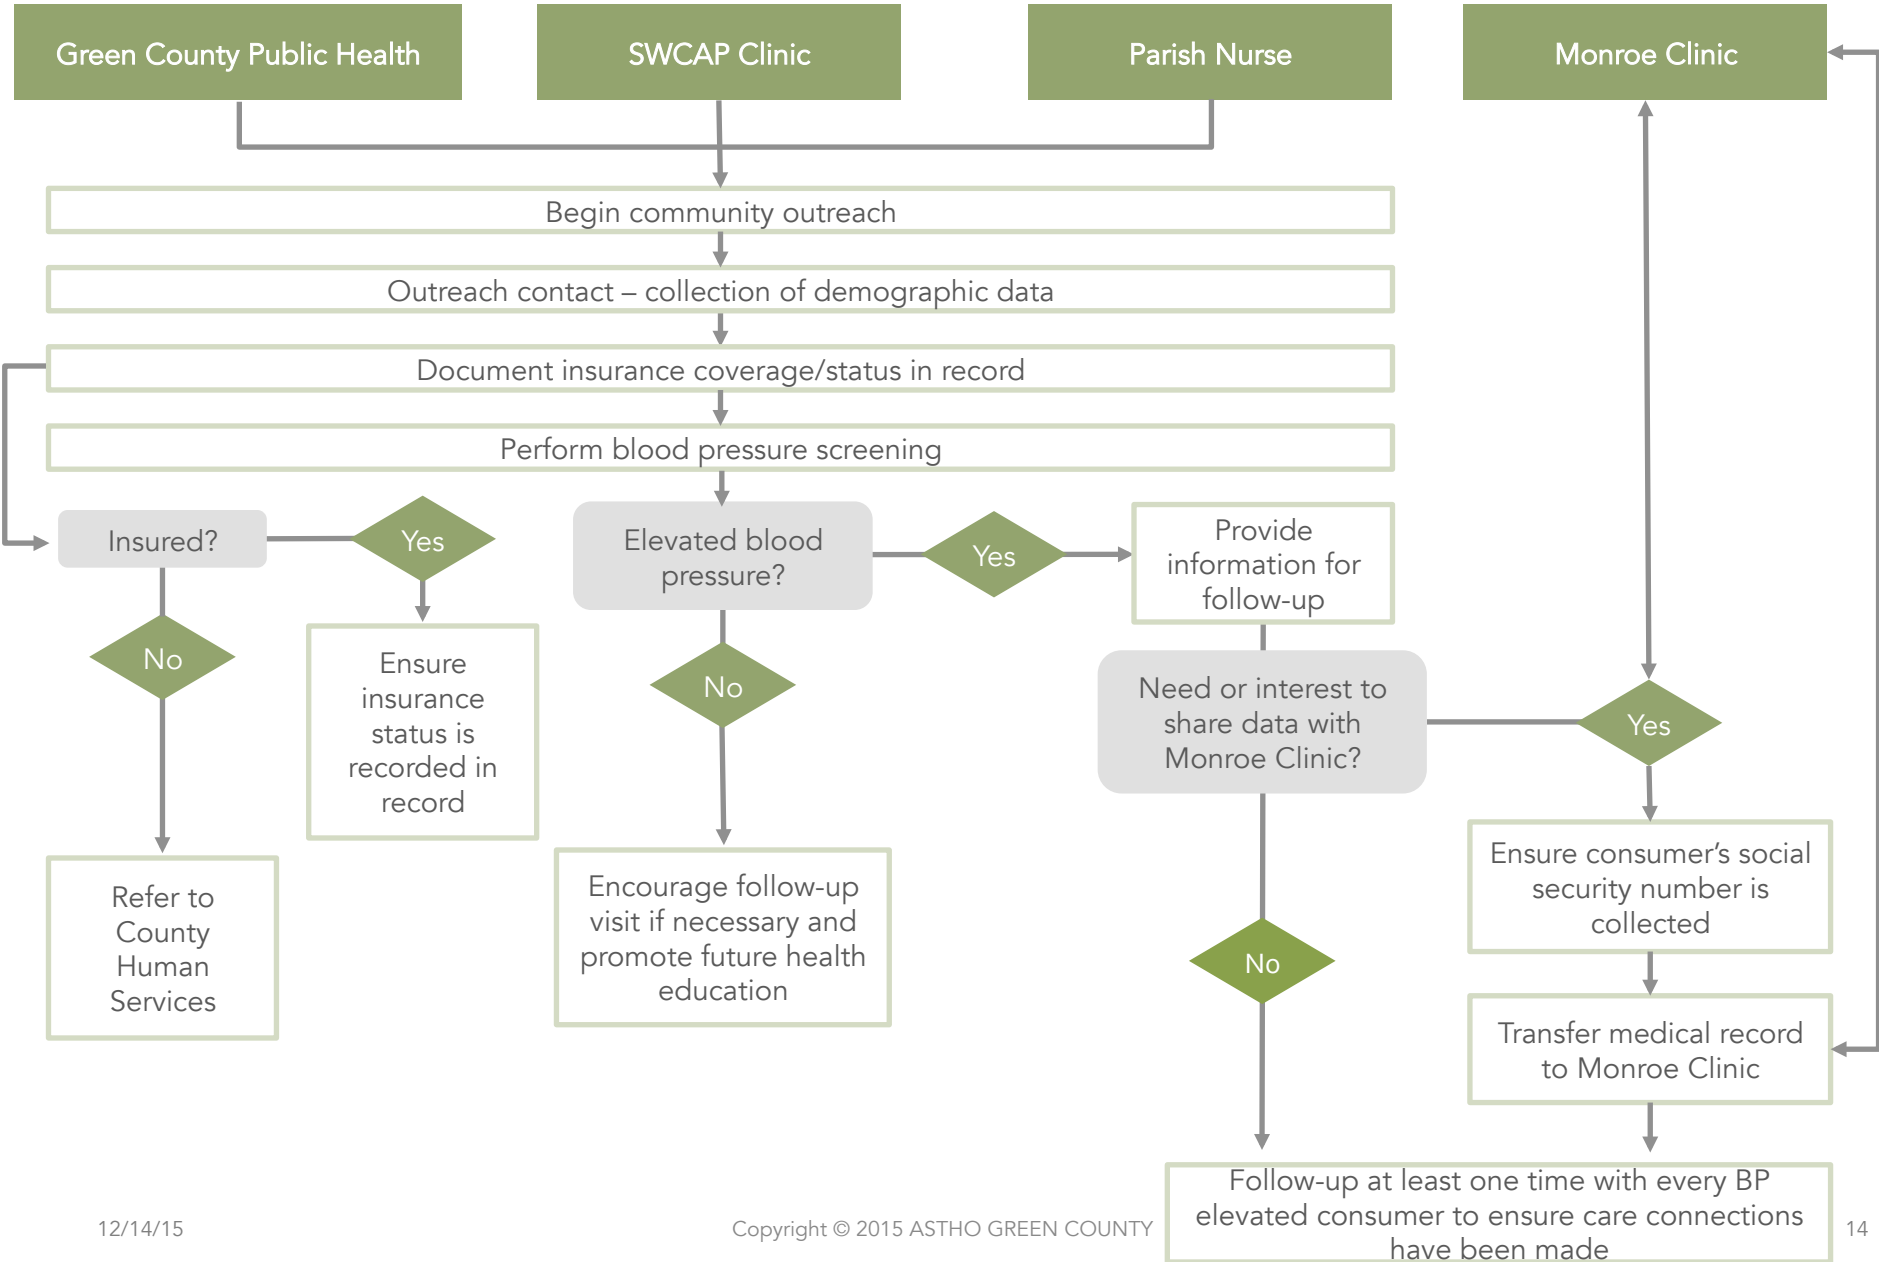 Green County Public Health
SWCAP Clinic
Parish Nurse
Monroe Clinic
Begin community outreach
Outreach contact – collection of demographic data
Document insurance coverage/status in record
Perform blood pressure screening
Insured?
Yes
No
Ensure
insurance
status is
recorded in
record
Refer to
County
Human
Services
Elevated blood
pressure?
Yes
No
Encourage follow-up
visit if necessary and
promote future health
education
Provide
information for
follow-up
Need or interest to
share data with
Monroe Clinic?
Yes
No
Ensure consumer’s social
security number is
collected
Transfer medical record
to Monroe Clinic
Follow-up at least one time with every BP
elevated consumer to ensure care connections
have been made
12/14/15
Copyright © 2015 ASTHO GREEN COUNTY
14